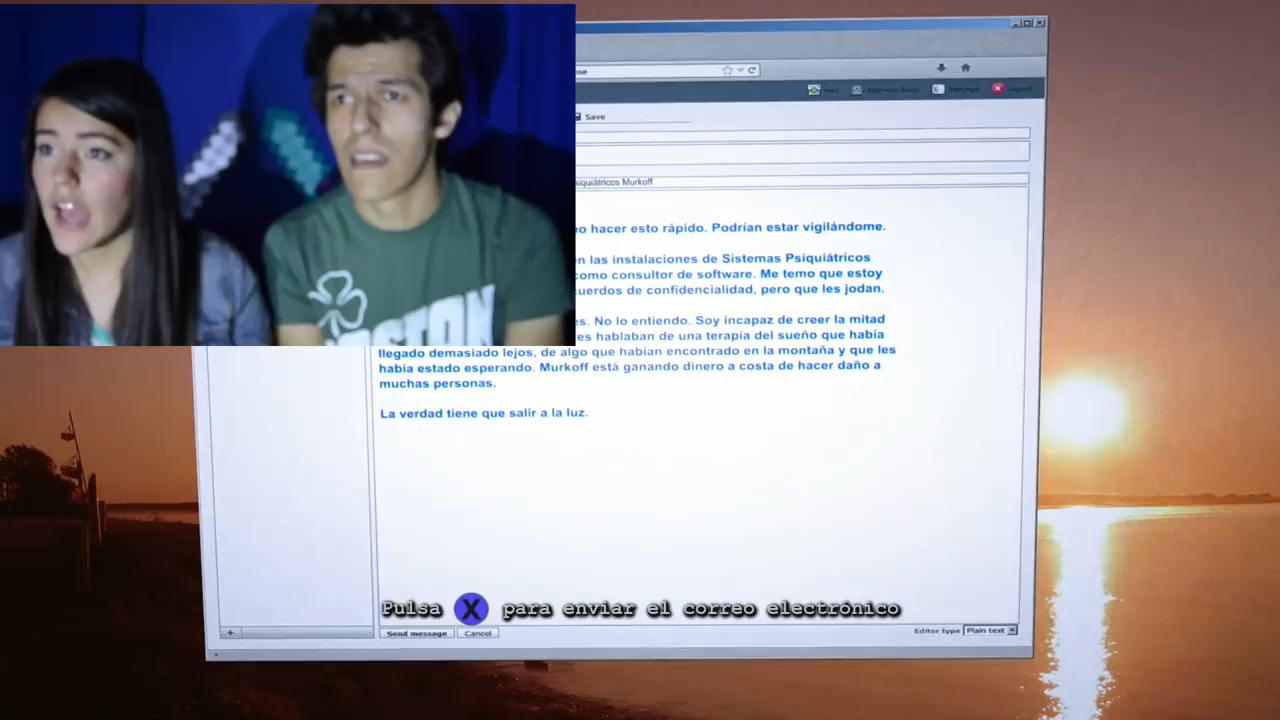 Save
Settings
Logout
siquiátricos Murkoff
o hacer esto rápido. Podrían estar vigilándome.
en las instalaciones de Sistemas Psiquiátricos
como consultor de software. Me temo que estoy
cuerdos de confidencialidad, pero que les jodan.
es. No lo entiendo. Soy incapaz de creer la mitad
res hablaban de una terapia del sueño que había
llegado demasiado lejos, de algo que habían encontrado en la montaña y que les
había estado esperando. Murkoff está ganando dinero a costa de hacer daño a
muchas personas.
La verdad tiene que salir a la luz.
BOSTON
Pulsa X para enviar el correo electrónico
Send message Cancel
Editor type Plain text